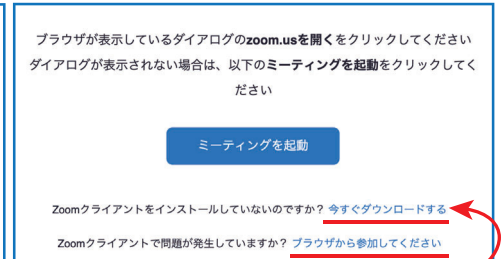 ブラウザが表示しているダイアログのzoom.usを開くをクリックしてください
ダイアログが表示されない場合は、以下のミーティングを起動をクリックしてく
ださい
ミーティングを起動
Zoomクライアントをインストールしていないのですか？ 今すぐダウンロードする
Zoomクライアントで問題が発生していますか？ ブラウザから参加してください